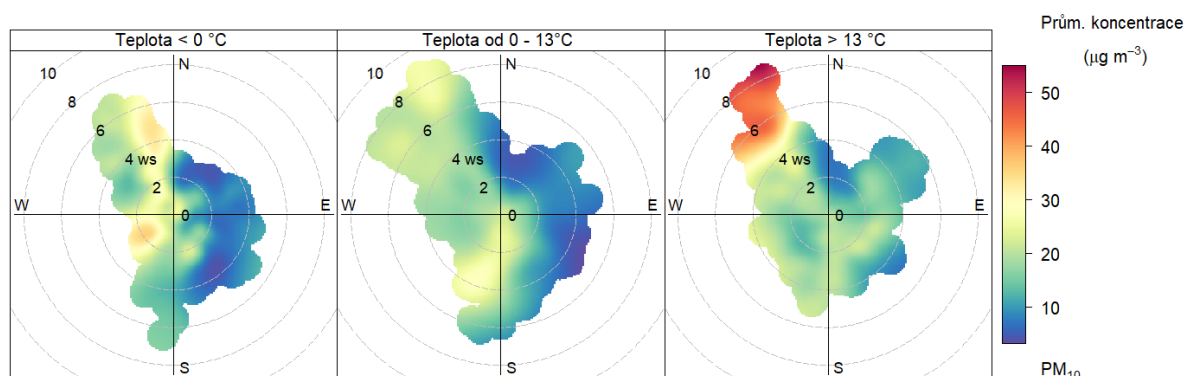 Teplota < 0 °C
Teplota od 0 - 13°C
Teplota > 13 °C
Prům. koncentrace
(µg m⁻³)
10
8
6
4 ws
2
0
N
W
E
S
10
8
6
4 ws
2
0
N
W
E
S
10
8
6
4 ws
2
0
N
W
E
S
50
40
30
20
10
PM₁₀